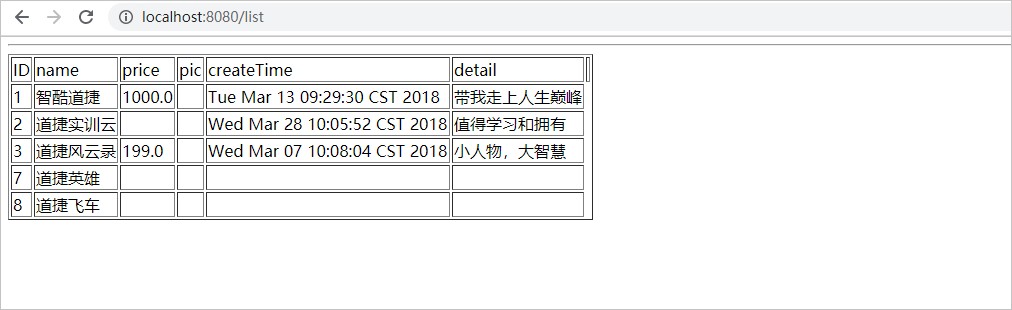 localhost:8080/list
ID name price pic createTime detail
1 智酷道捷 1000.0 Tue Mar 13 09:29:30 CST 2018 带我走上人生巅峰
2 道捷实训云 Wed Mar 28 10:05:52 CST 2018 值得学习和拥有
3 道捷风云录 199.0 Wed Mar 07 10:08:04 CST 2018 小人物，大智慧
7 道捷英雄
8 道捷飞车